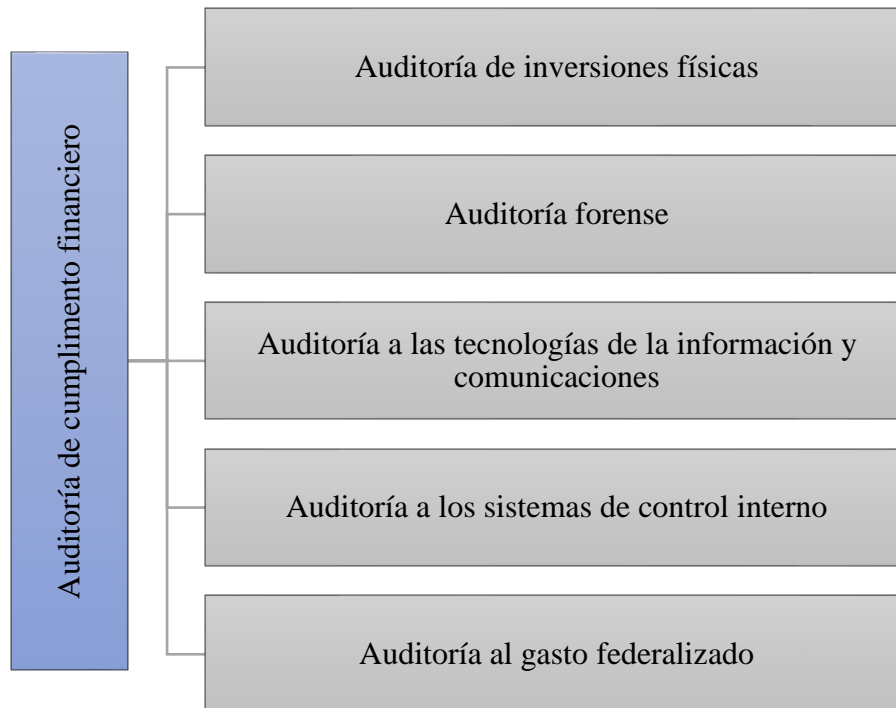 Auditoría de cumplimento financiero
Auditoría de inversiones físicas
Auditoría forense
Auditoría a las tecnologías de la información y
comunicaciones
Auditoría a los sistemas de control interno
Auditoría al gasto federalizado